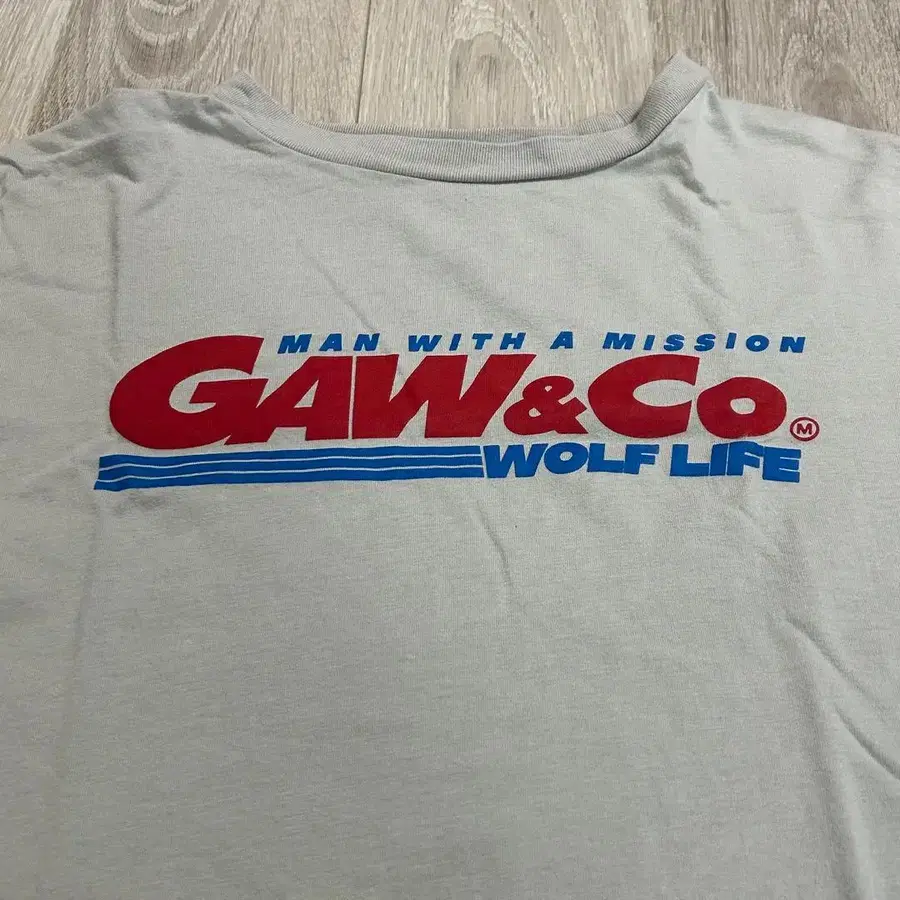 MAN WITH A MISSION
GAW&CO. Ⓜ
WOLF LIFE